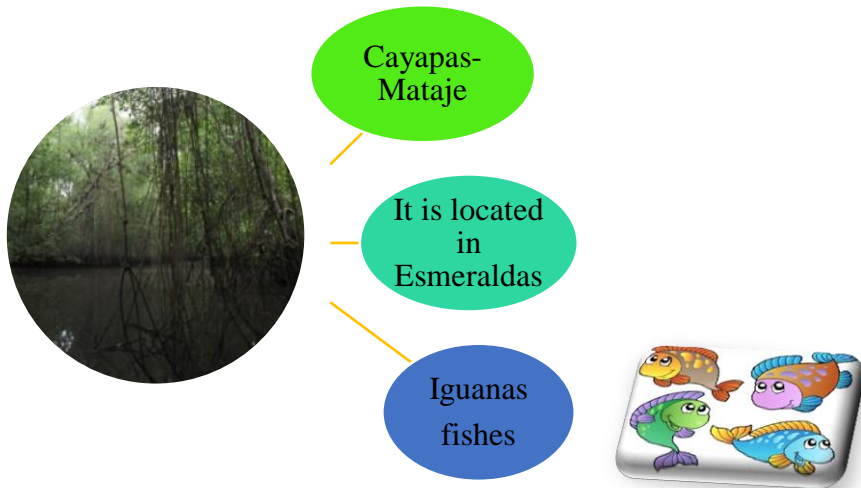 Cayapas-
Mataje
It is located
in
Esmeraldas
Iguanas
fishes